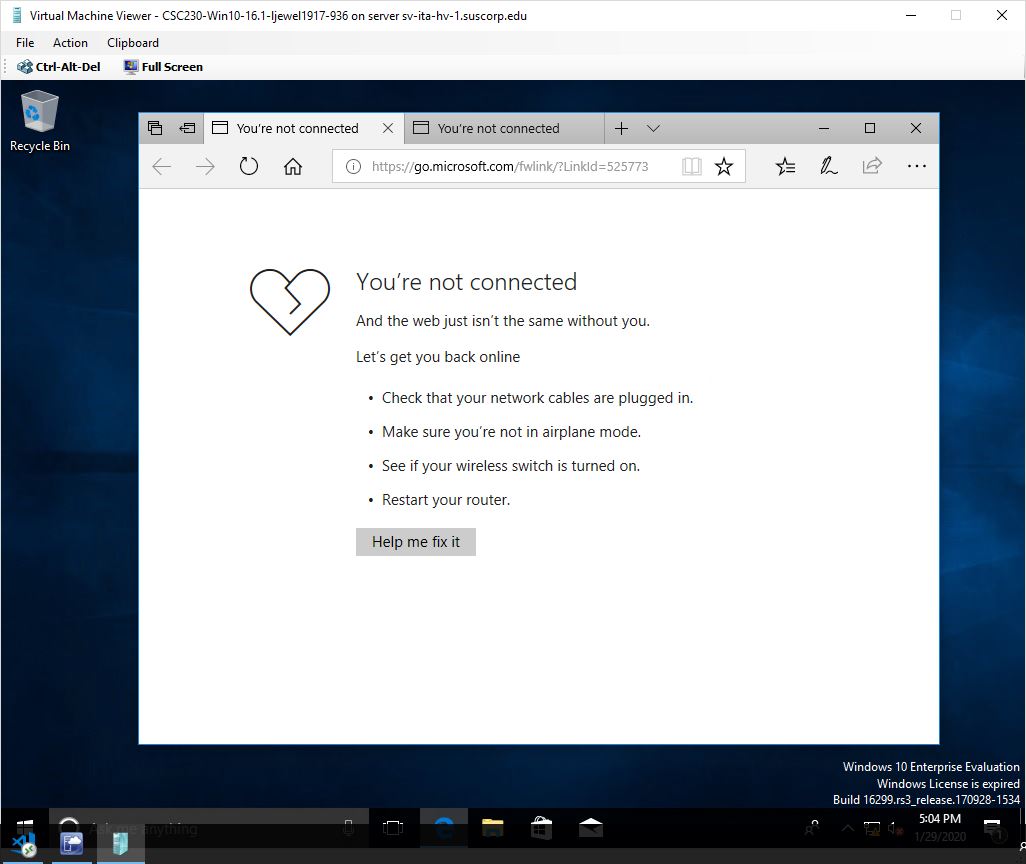 Virtual Machine Viewer - CSC230-Win10-16.1-ljewel1917-936 on server sv-ita-hv-1.suscorp.edu
File Action Clipboard
Ctrl-Alt-Del Full Screen
Recycle Bin
You're not connected You're not connected
https://go.microsoft.com/fwlink/?LinkId=525773
You're not connected
And the web just isn't the same without you.
Let's get you back online
• Check that your network cables are plugged in.
• Make sure you're not in airplane mode.
• See if your wireless switch is turned on.
• Restart your router.
Help me fix it
Windows 10 Enterprise Evaluation
Windows License is expired
Build 16299.rs3_release.170928-1534
Ask me anything
5:04 PM
1/29/2020
1